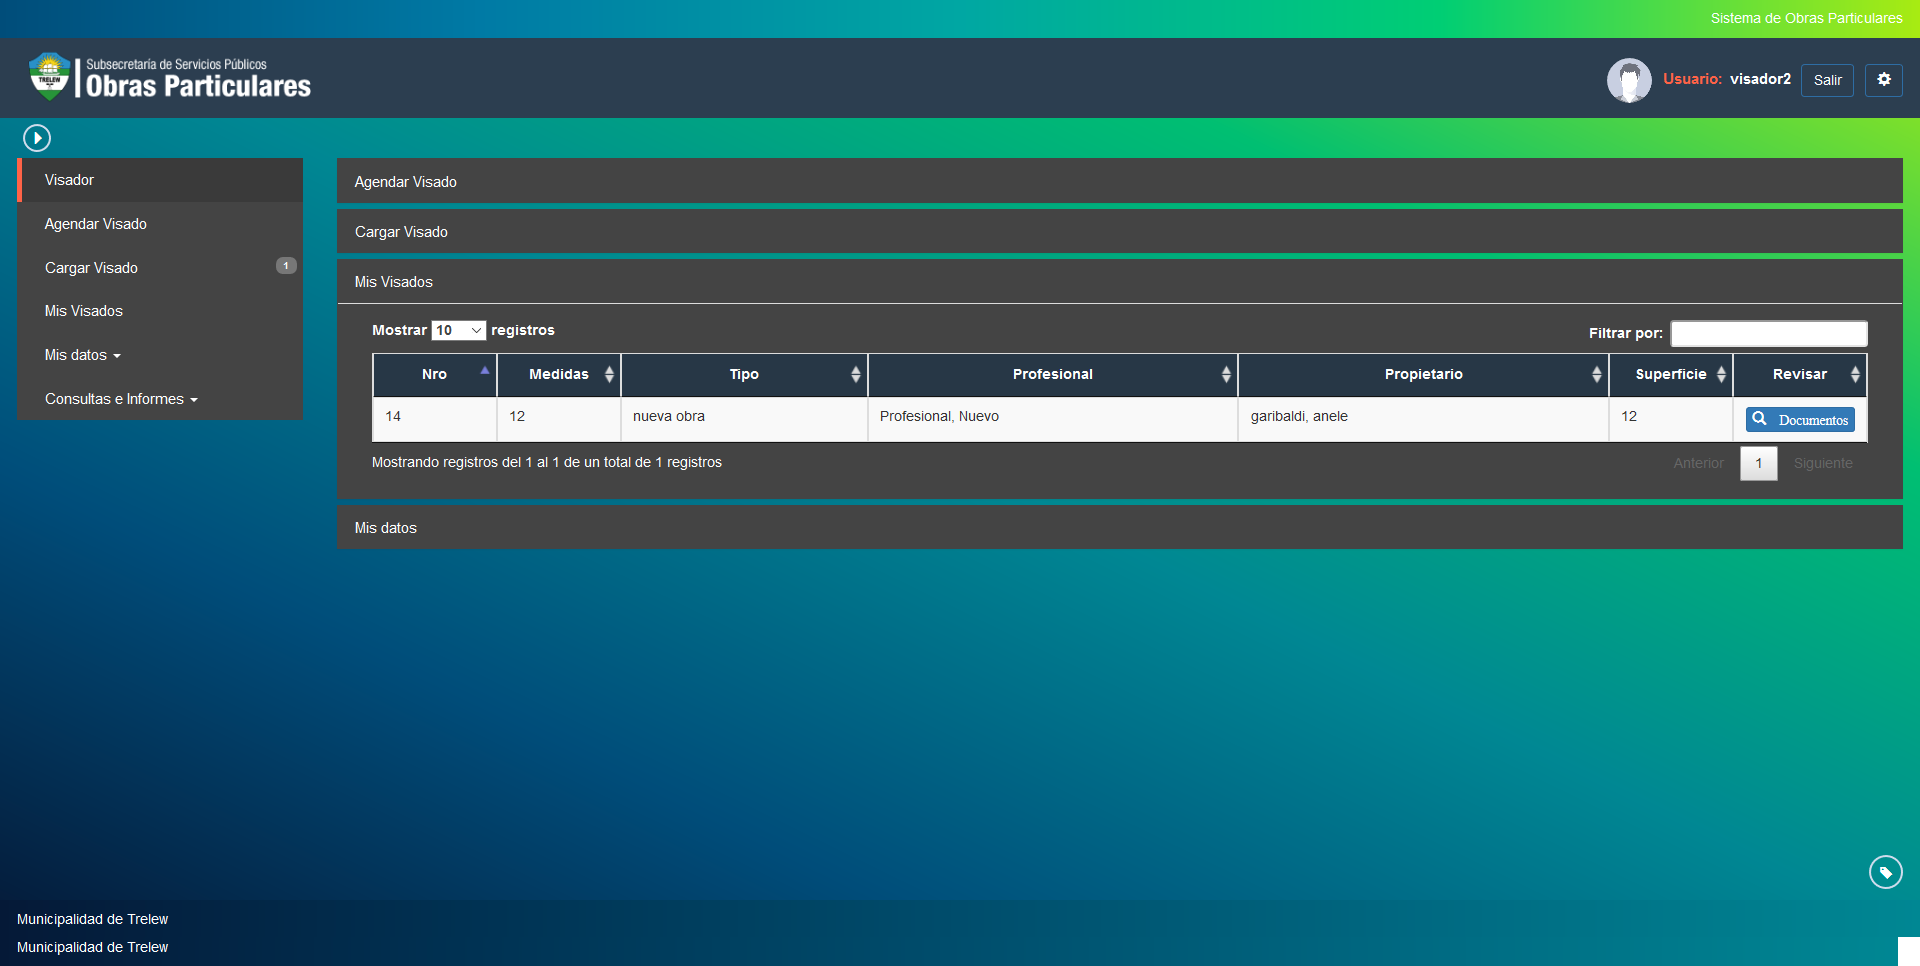 Sistema de Obras Particulares
TRELEW
Subsecretaría de Servicios Públicos
Obras Particulares
Usuario: visador2 Salir
Visador
Agendar Visado
Cargar Visado 1
Mis Visados
Mis datos
Consultas e Informes
Agendar Visado
Cargar Visado
Mis Visados
Mostrar 10 registros
Filtrar por:
Nro Medidas Tipo Profesional Propietario Superficie Revisar
14 12 nueva obra Profesional, Nuevo garibaldi, anele 12 Documentos
Mostrando registros del 1 al 1 de un total de 1 registros
Anterior 1 Siguiente
Mis datos
Municipalidad de Trelew
Municipalidad de Trelew